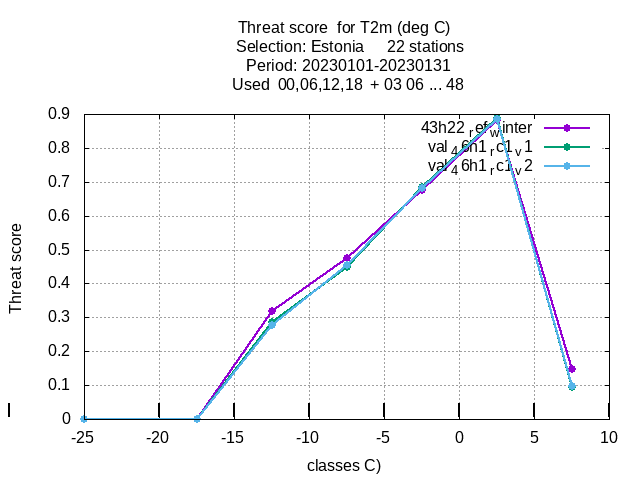 Threat score for T2m (deg C)
Selection: Estonia 22 stations
Period: 20230101-20230131
Used 00,06,12,18 + 03 06 ... 48
43h22_ref_winter
val_46h1_rc1_v1
val_46h1_rc1_v2
Threat score
0.9
0.8
0.7
0.6
0.5
0.4
0.3
0.2
0.1
0
-25 -20 -15 -10 -5 0 5 10
classes C)